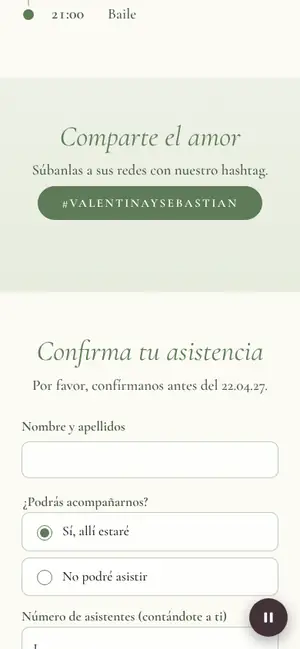 21:00 Baile
Comparte el amor
Súbanlas a sus redes con nuestro hashtag.
#VALENTINAYSEBASTIAN
Confirma tu asistencia
Por favor, confírmanos antes del 22.04.27.
Nombre y apellidos
¿Podrás acompañarnos?
Sí, allí estaré
No podré asistir
Número de asistentes (contándote a ti)
1